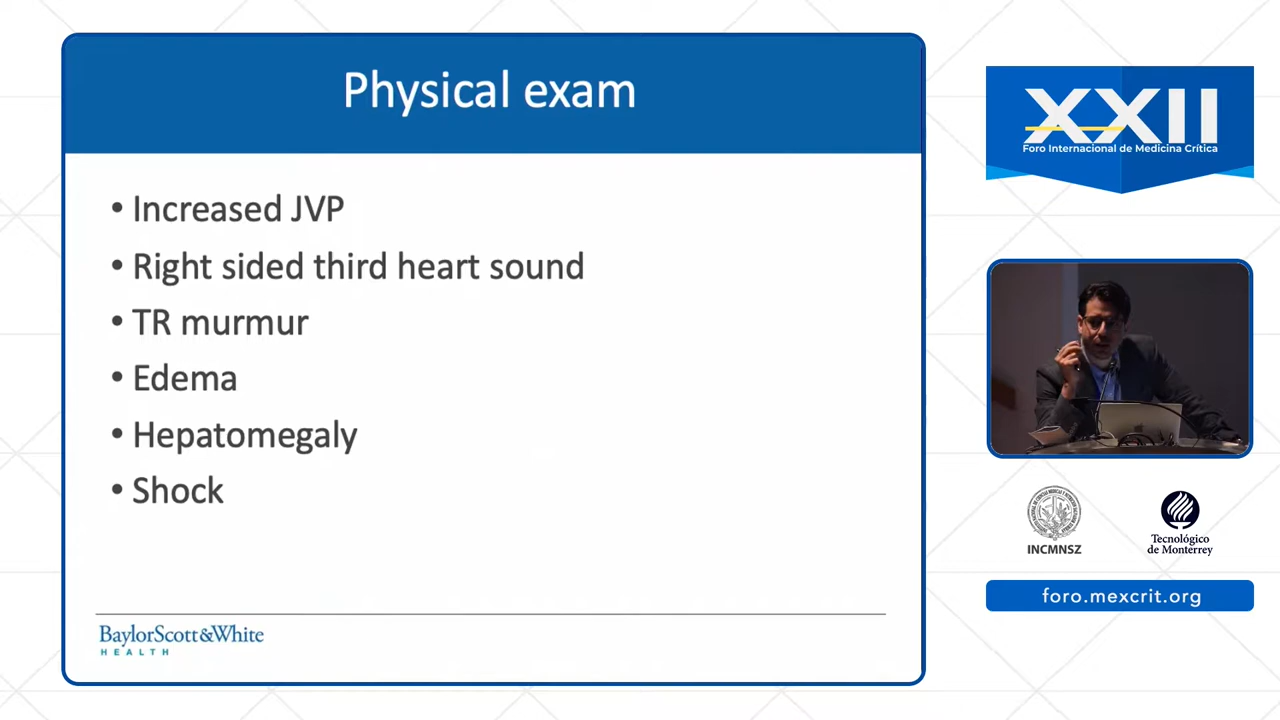 Physical exam
• Increased JVP
• Right sided third heart sound
• TR murmur
• Edema
• Hepatomegaly
• Shock
BaylorScott&White
HEALTH
XXII
Foro Internacional de Medicina Crítica
INCMNSZ
Tecnológico
de Monterrey
foro.mexcrit.org